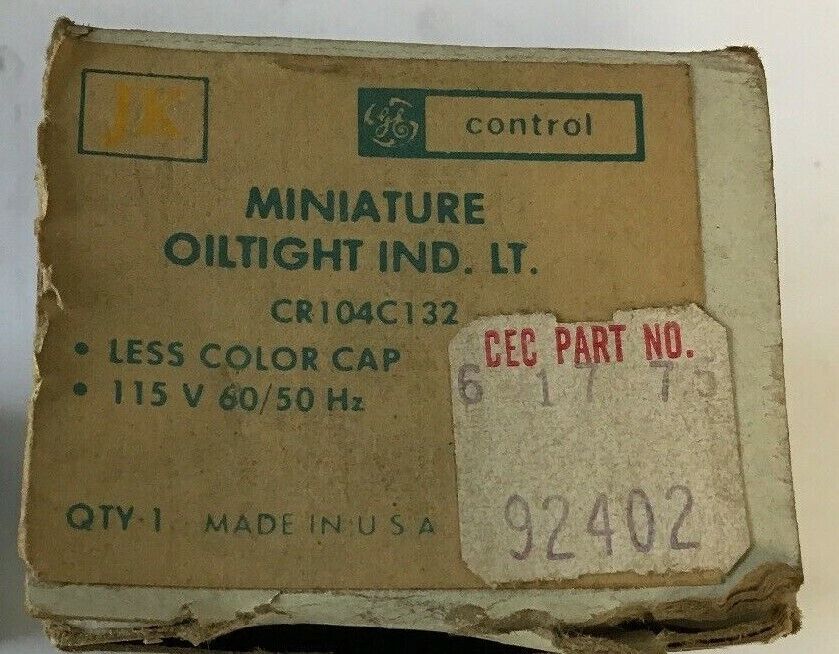 JK
GE control
MINIATURE
OILTIGHT IND. LT.
CR104C132
• LESS COLOR CAP
• 115 V 60/50 Hz
QTY·1 MADE IN U S A
CEC PART NO.
6 17 75
92402